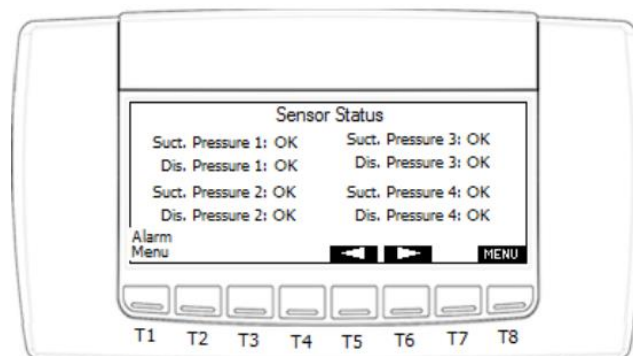 Sensor Status
Suct. Pressure 1: OK
Dis. Pressure 1: OK
Suct. Pressure 2: OK
Dis. Pressure 2: OK
Suct. Pressure 3: OK
Dis. Pressure 3: OK
Suct. Pressure 4: OK
Dis. Pressure 4: OK
Alarm
Menu
MENU
T1 T2 T3 T4 T5 T6 T7 T8